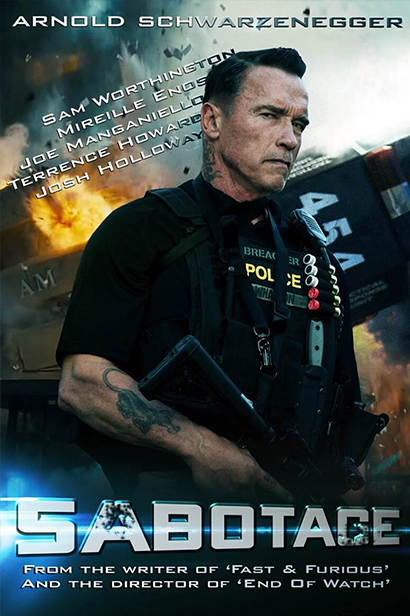 ARNOLD SCHWARZENEGGER
SAM WORTHINGTON
MIREILLE ENOS
JOE MANGANIELLO
TERRENCE HOWARD
JOSH HOLLOWAY
454
AM
BREACHER
POLICE
SABOTAGE
FROM THE WRITER OF 'FAST & FURIOUS'
AND THE DIRECTOR OF 'END OF WATCH'